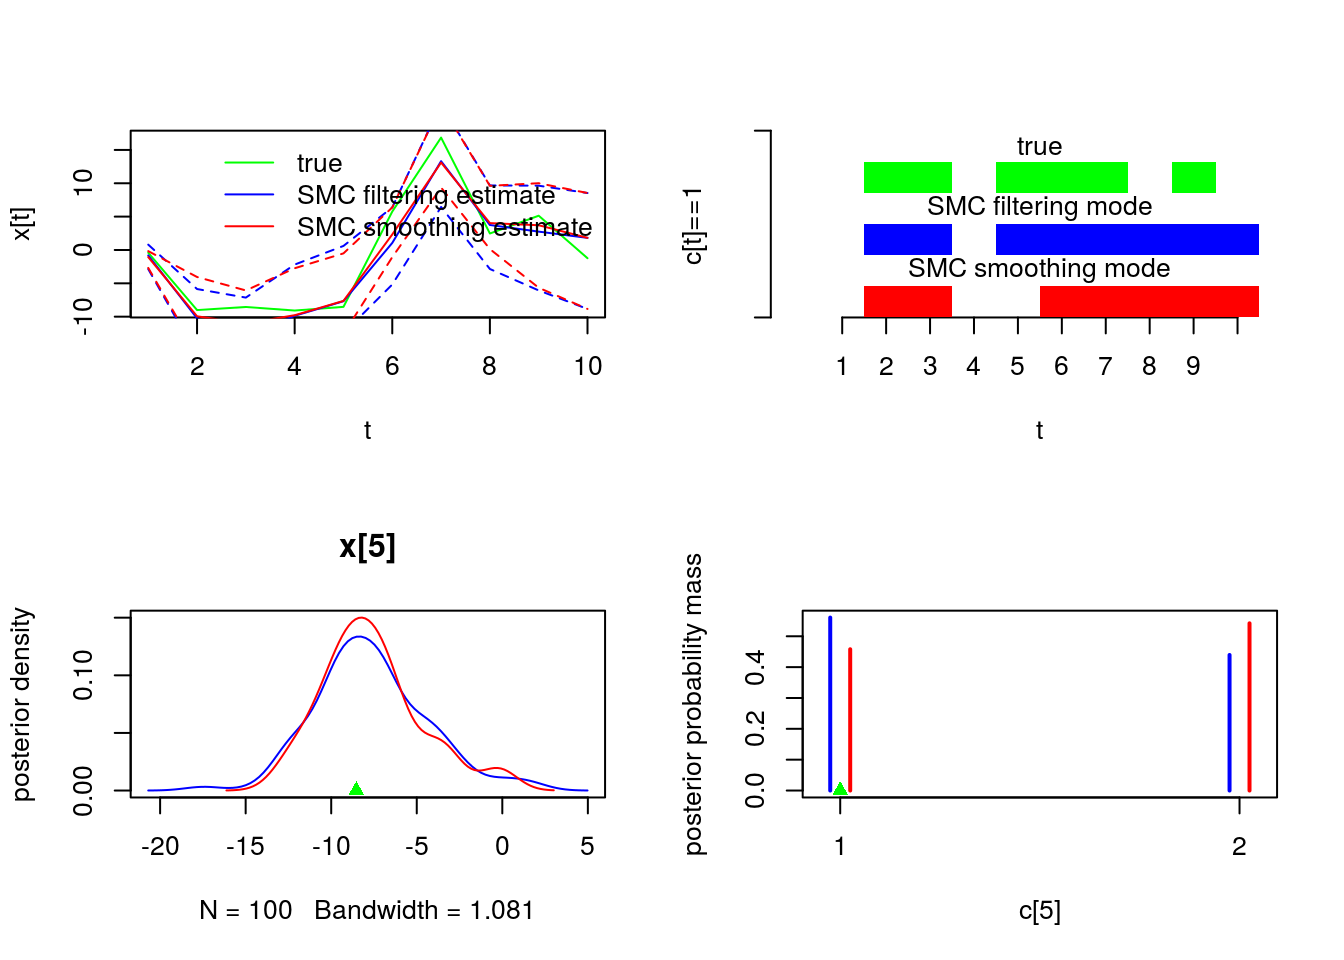 x[t]
10
0
-10
true
SMC filtering estimate
SMC smoothing estimate
2 4 6 8 10
t
c[t]==1
true
SMC filtering mode
SMC smoothing mode
1 2 3 4 5 6 7 8 9
t
x[5]
posterior density
0.10
0.00
-20 -15 -10 -5 0 5
N = 100 Bandwidth = 1.081
posterior probability mass
0.4
0.2
0.0
1 2
c[5]